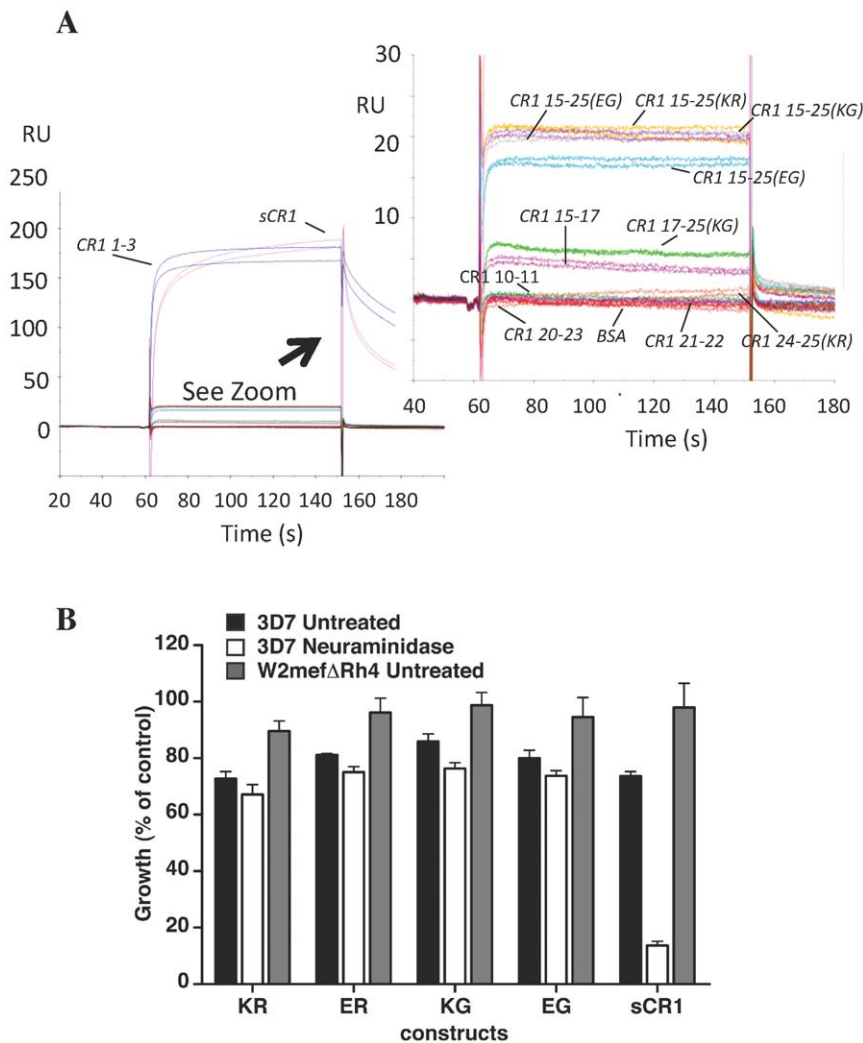 A
RU
250
200
150
100
50
0
CR1 1-3
sCR1
See Zoom
20 40 60 80 100 120 140 160 180
Time (s)
RU
30
20
10
CR1 15-25(EG)
CR1 15-25(KR)
CR1 15-25(KG)
CR1 15-25(EG)
CR1 15-17
CR1 17-25(KG)
CR1 10-11
CR1 20-23
BSA
CR1 21-22
CR1 24-25(KR)
40 60 80 100 120 140 160 180
Time (s)
B
3D7 Untreated
3D7 Neuraminidase
W2mefΔRh4 Untreated
Growth (% of control)
120
100
80
60
40
20
0
KR ER KG EG sCR1
constructs